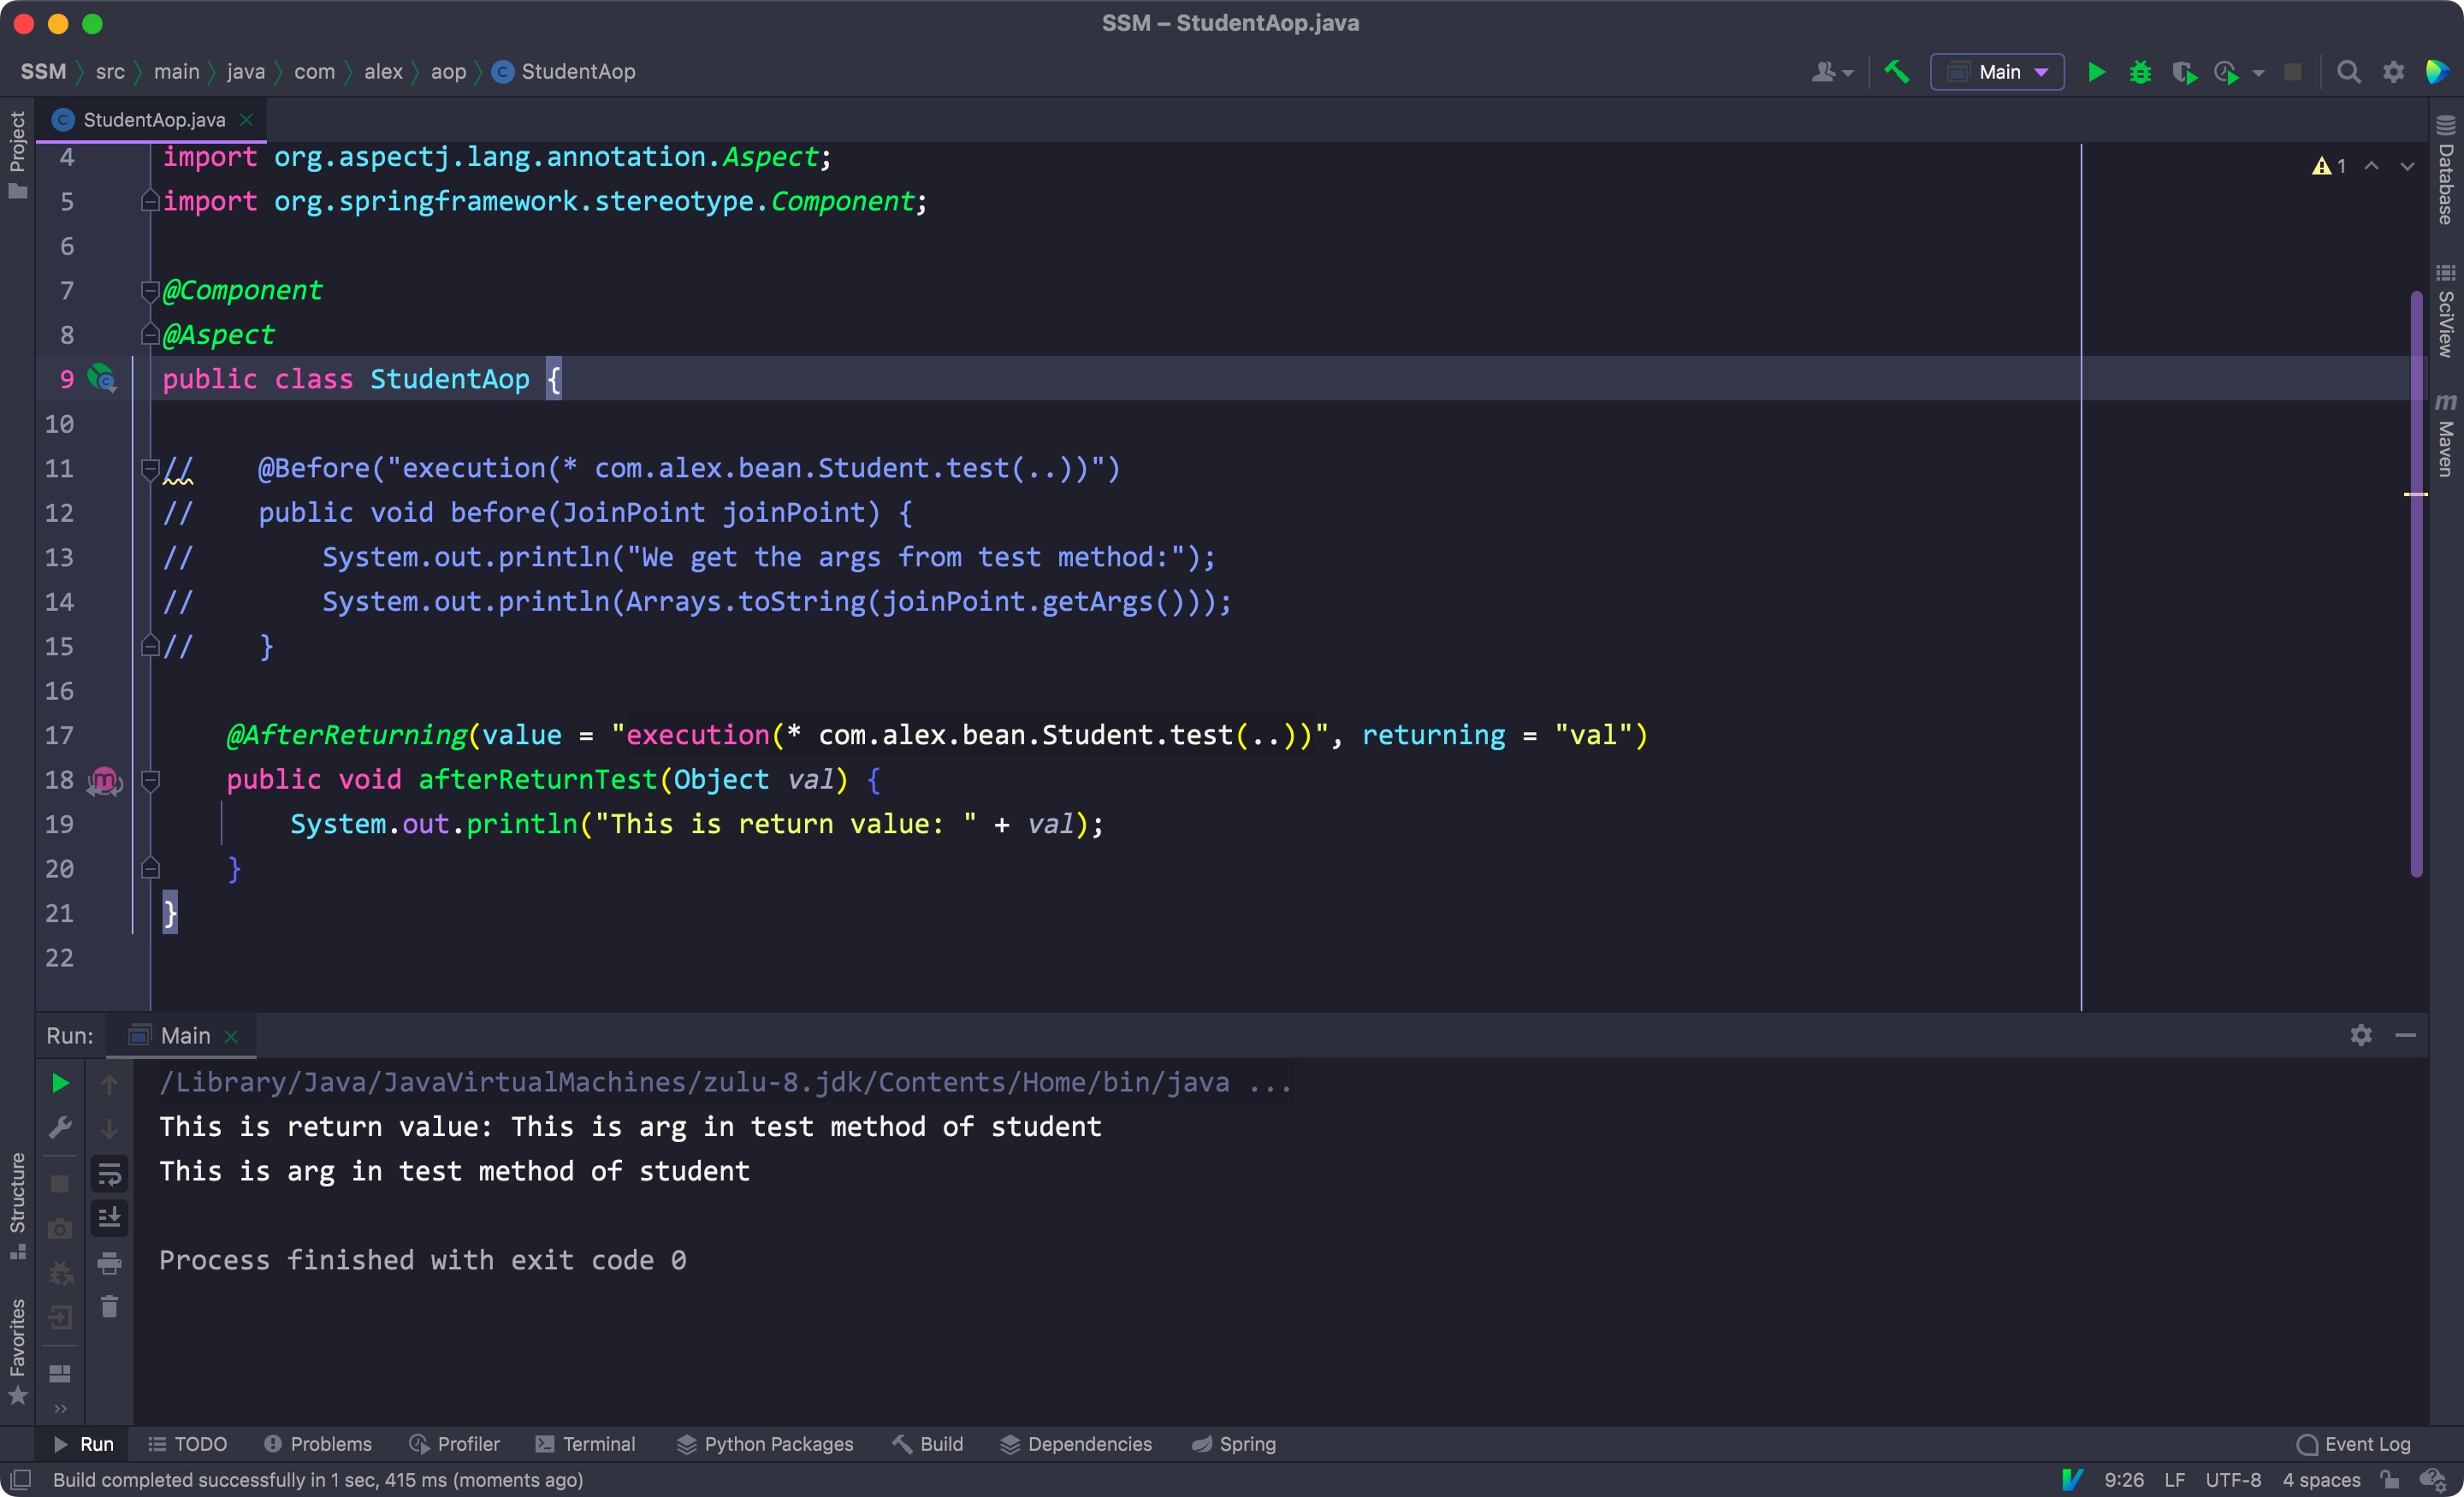 SSM – StudentAop.java
SSM src main java com alex aop StudentAop
Main
Project
StudentAop.java
1
Database
SciView
Maven
4 import org.aspectj.lang.annotation.Aspect;
5 import org.springframework.stereotype.Component;
6
7 @Component
8 @Aspect
9 public class StudentAop {
10
11 //    @Before("execution(* com.alex.bean.Student.test(..))")
12 //    public void before(JoinPoint joinPoint) {
13 //        System.out.println("We get the args from test method:");
14 //        System.out.println(Arrays.toString(joinPoint.getArgs()));
15 //    }
16
17     @AfterReturning(value = "execution(* com.alex.bean.Student.test(..))", returning = "val")
18     public void afterReturnTest(Object val) {
19         System.out.println("This is return value: " + val);
20     }
21 }
22
Run: Main
/Library/Java/JavaVirtualMachines/zulu-8.jdk/Contents/Home/bin/java ...
This is return value: This is arg in test method of student
This is arg in test method of student
Process finished with exit code 0
Structure
Favorites
Run TODO Problems Profiler Terminal Python Packages Build Dependencies Spring Event Log
Build completed successfully in 1 sec, 415 ms (moments ago) 9:26 LF UTF-8 4 spaces